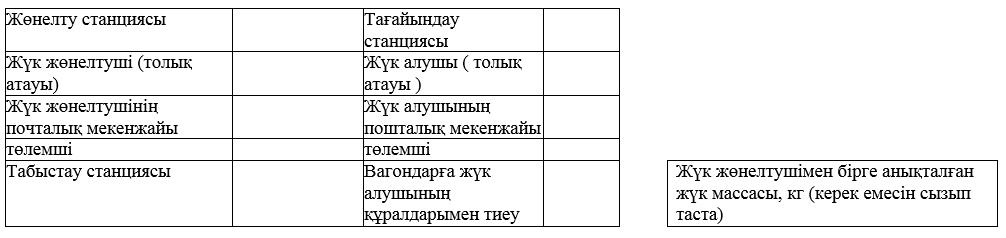 Жөнелту станциясы
Тағайындау
станциясы
Жүк жөнелтуші (толық
атауы)
Жүк алушы ( толық
атауы )
Жүк жөнелтушінің
почталық мекенжайы
Жүк алушының
пошталық мекенжайы
төлемші
төлемші
Табыстау станциясы
Вагондарға жүк
алушының
құралдарымен тиеу
Жүк жөнелтушімен бірге анықталған
жүк массасы, кг (керек емесін сызып
таста)